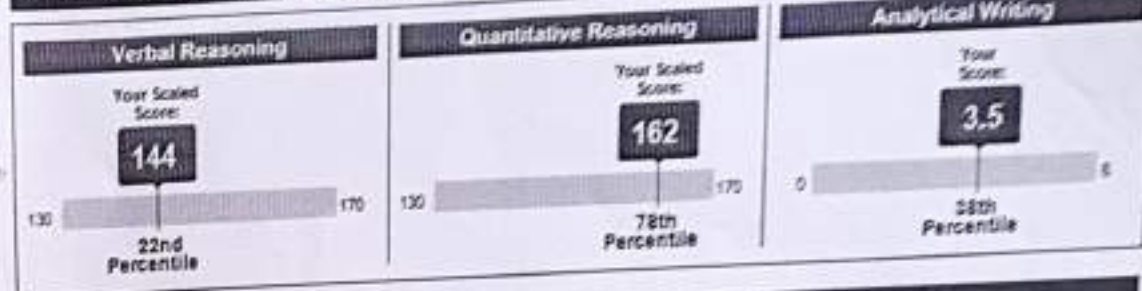 Verbal Reasoning
Your Scaled
Score:
144
130
170
22nd
Percentile
Quantitative Reasoning
Your Scaled
Score:
162
130
170
78th
Percentile
Analytical Writing
Your
Score:
3.5
0
6
38th
Percentile